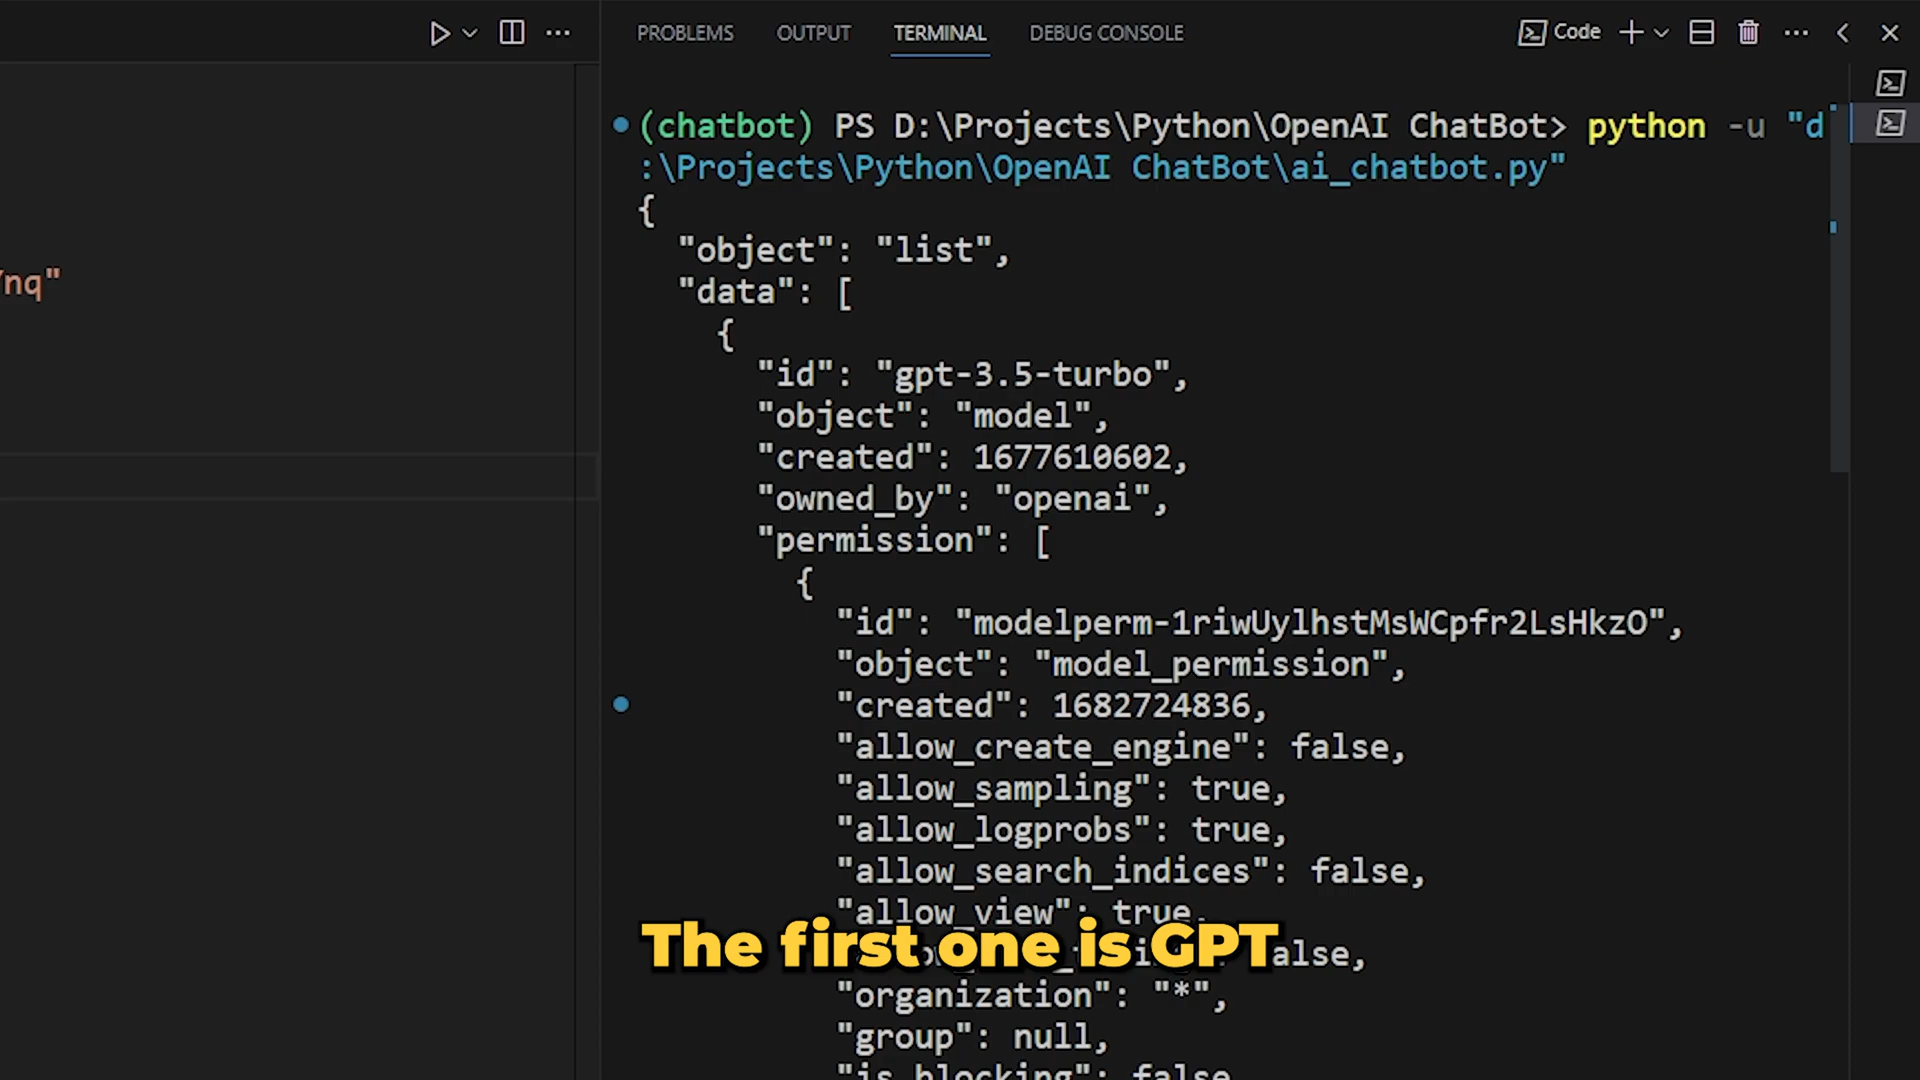 PROBLEMS OUTPUT TERMINAL DEBUG CONSOLE Code
(chatbot) PS D:\Projects\Python\OpenAI ChatBot> python -u "d
:\Projects\Python\OpenAI ChatBot\ai_chatbot.py"
{
"object": "list",
nq"
"data": [
{
"id": "gpt-3.5-turbo",
"object": "model",
"created": 1677610602,
"owned_by": "openai",
"permission": [
{
"id": "modelperm-1riwUylhstMsWCpfr2LsHkzO",
"object": "model_permission",
"created": 1682724836,
"allow_create_engine": false,
"allow_sampling": true,
"allow_logprobs": true,
"allow_search_indices": false,
"allow_view": true,
The first one is GPT
"organization": "*",
"group": null,
"is_blocking": false